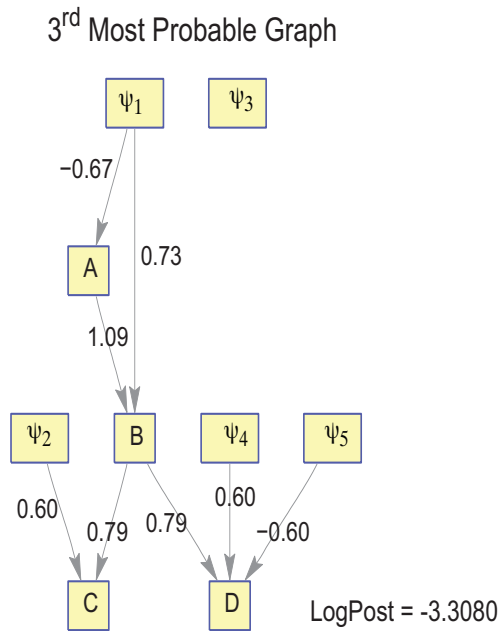 3rd Most Probable Graph
ψ1 ψ3
−0.67
A 0.73
1.09
ψ2 B ψ4 ψ5
0.60 0.79 0.79 0.60 −0.60
C D
LogPost = -3.3080